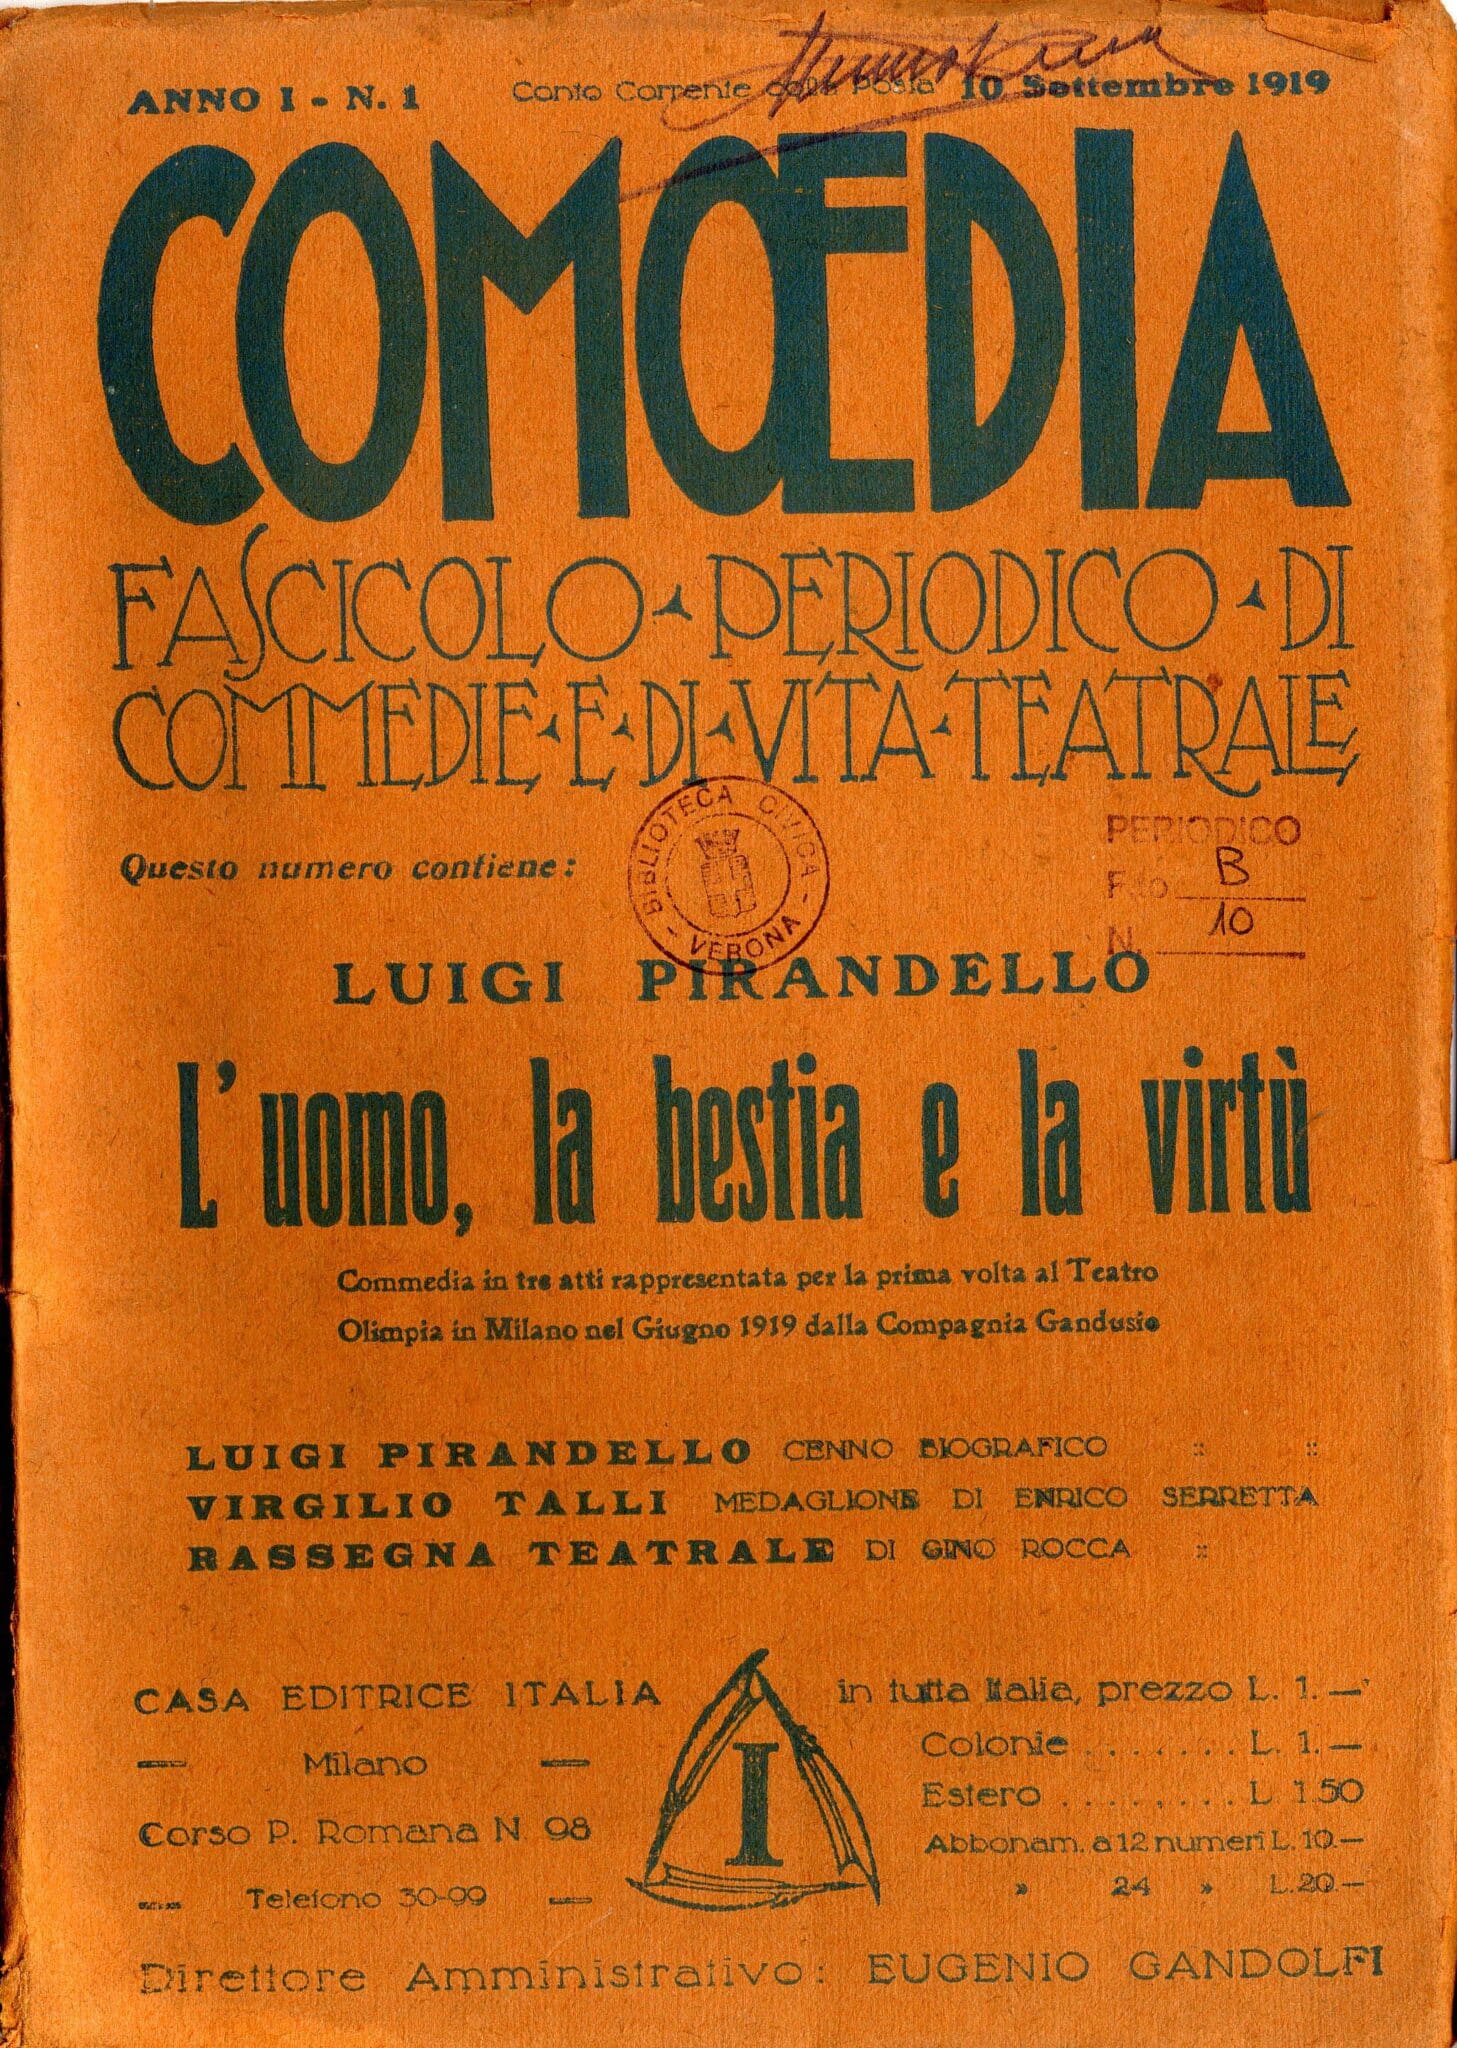 ANNO I - N. 1 Conto Corrente colla Posta 10 Settembre 1919
COMŒDIA
FASCICOLO PERIODICO DI
COMMEDIE E DI VITA TEATRALE
Questo numero contiene:
BIBLIOTECA CIVICA - VERONA -
PERIODICO
B
N. 10
LUIGI PIRANDELLO
L'uomo, la bestia e la virtù
Commedia in tre atti rappresentata per la prima volta al Teatro
Olimpia in Milano nel Giugno 1919 dalla Compagnia Gandusio
LUIGI PIRANDELLO CENNO BIOGRAFICO :: ::
VIRGILIO TALLI MEDAGLIONE DI ENRICO SERRETTA
RASSEGNA TEATRALE DI GINO ROCCA ::
CASA EDITRICE ITALIA
— Milano —
Corso P. Romana N. 98
— Telefono 30-99 —
I
in tutta Italia, prezzo L. 1.—
Colonie . . . . . . . L. 1.—
Estero . . . . . . . . L. 1.50
Abbonam. a 12 numeri L. 10.—
» 24 » L. 20.—
Direttore Amministrativo: EUGENIO GANDOLFI